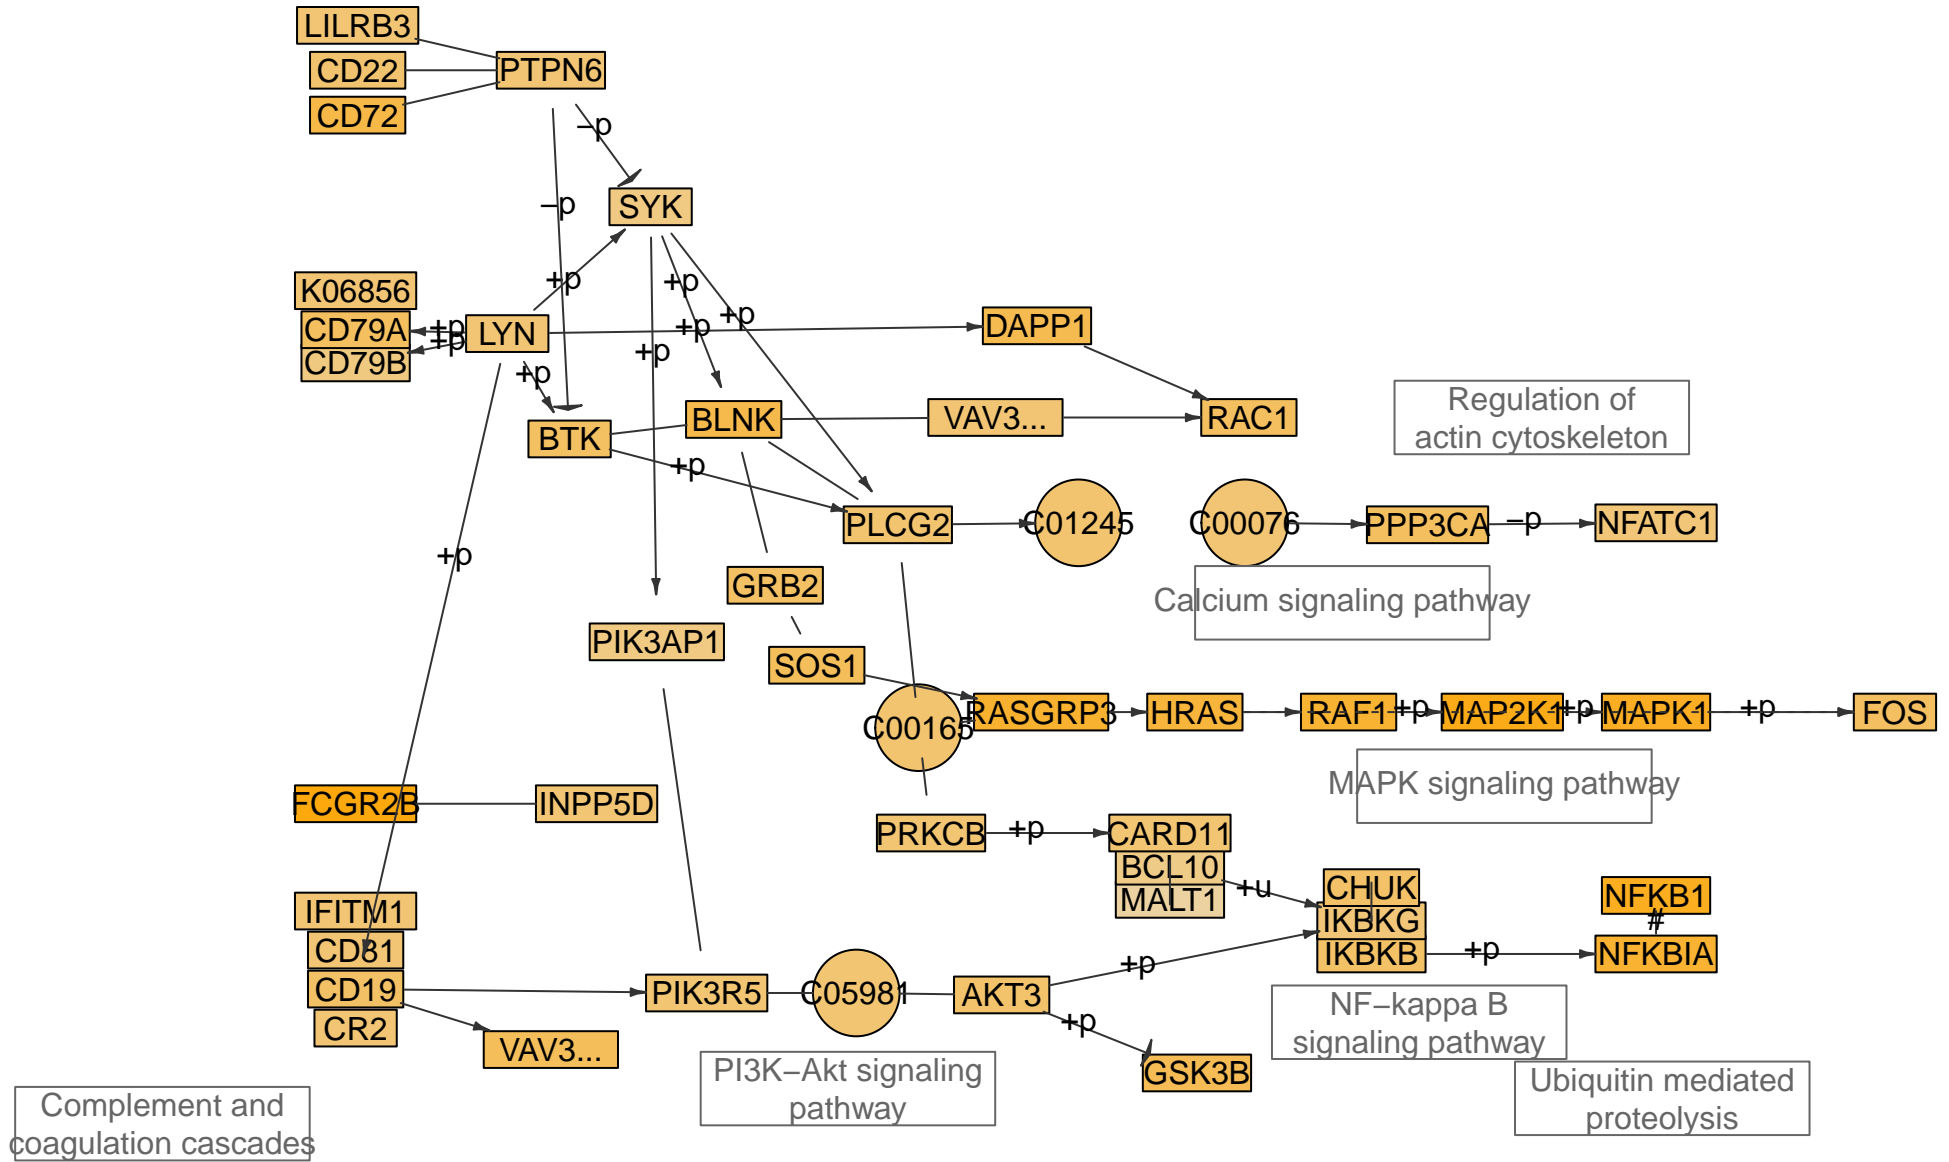 LILRB3
CD22
PTPN6
CD72
–p
–p
SYK
+p
+p
K06856
+p
+p
CD79A
+p
LYN
DAPP1
+p
CD79B
+p
+p
Regulation of
actin cytoskeleton
BLNK
VAV3...
RAC1
BTK
+p
PLCG2
C01245
C00076
PPP3CA
–p
NFATC1
+p
GRB2
Calcium signaling pathway
PIK3AP1
SOS1
C00165
RASGRP3
HRAS
RAF1
+p
MAP2K1
+p
MAPK1
+p
FOS
MAPK signaling pathway
FCGR2B
INPP5D
PRKCB
+p
CARD11
BCL10
+u
CHUK
MALT1
NFKB1
IFITM1
IKBKG
#
CD81
IKBKB
+p
NFKBIA
+p
CD19
PIK3R5
C05981
AKT3
NF–kappa B
signaling pathway
CR2
+p
VAV3...
PI3K–Akt signaling
pathway
GSK3B
Ubiquitin mediated
proteolysis
Complement and
coagulation cascades